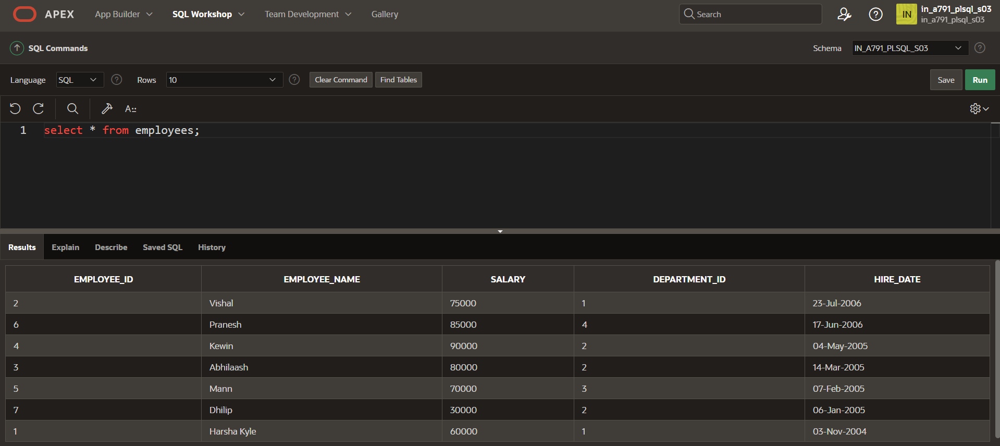 APEX App Builder SQL Workshop Team Development Gallery Search ? IN in_a791_plsql_s03
in_a791_plsql_s03
SQL Commands Schema IN_A791_PLSQL_S03 ?
Language SQL ? Rows 10 ? Clear Command Find Tables Save Run
A::
1 select * from employees;
Results Explain Describe Saved SQL History
EMPLOYEE_ID EMPLOYEE_NAME SALARY DEPARTMENT_ID HIRE_DATE
2 Vishal 75000 1 23-Jul-2006
6 Pranesh 85000 4 17-Jun-2006
4 Kewin 90000 2 04-May-2005
3 Abhilaash 80000 2 14-Mar-2005
5 Mann 70000 3 07-Feb-2005
7 Dhilip 30000 2 06-Jan-2005
1 Harsha Kyle 60000 1 03-Nov-2004